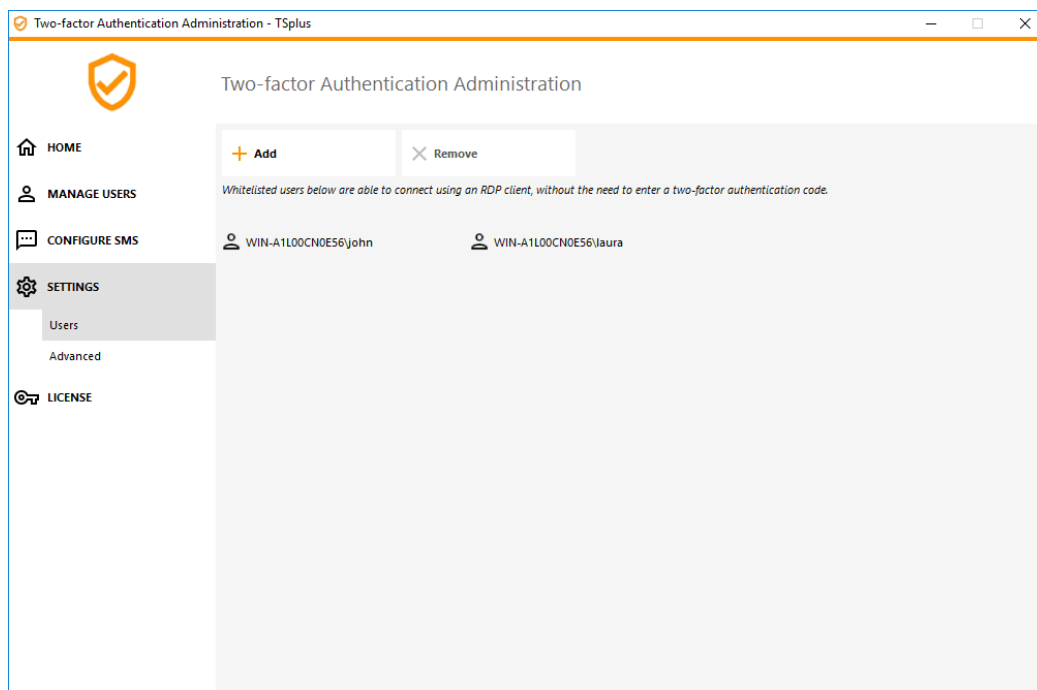 Two-factor Authentication Administration - TSplus
Two-factor Authentication Administration
HOME
MANAGE USERS
CONFIGURE SMS
SETTINGS
Users
Advanced
LICENSE
Add
Remove
Whitelisted users below are able to connect using an RDP client, without the need to enter a two-factor authentication code.
WIN-A1L00CN0E56\john
WIN-A1L00CN0E56\laura